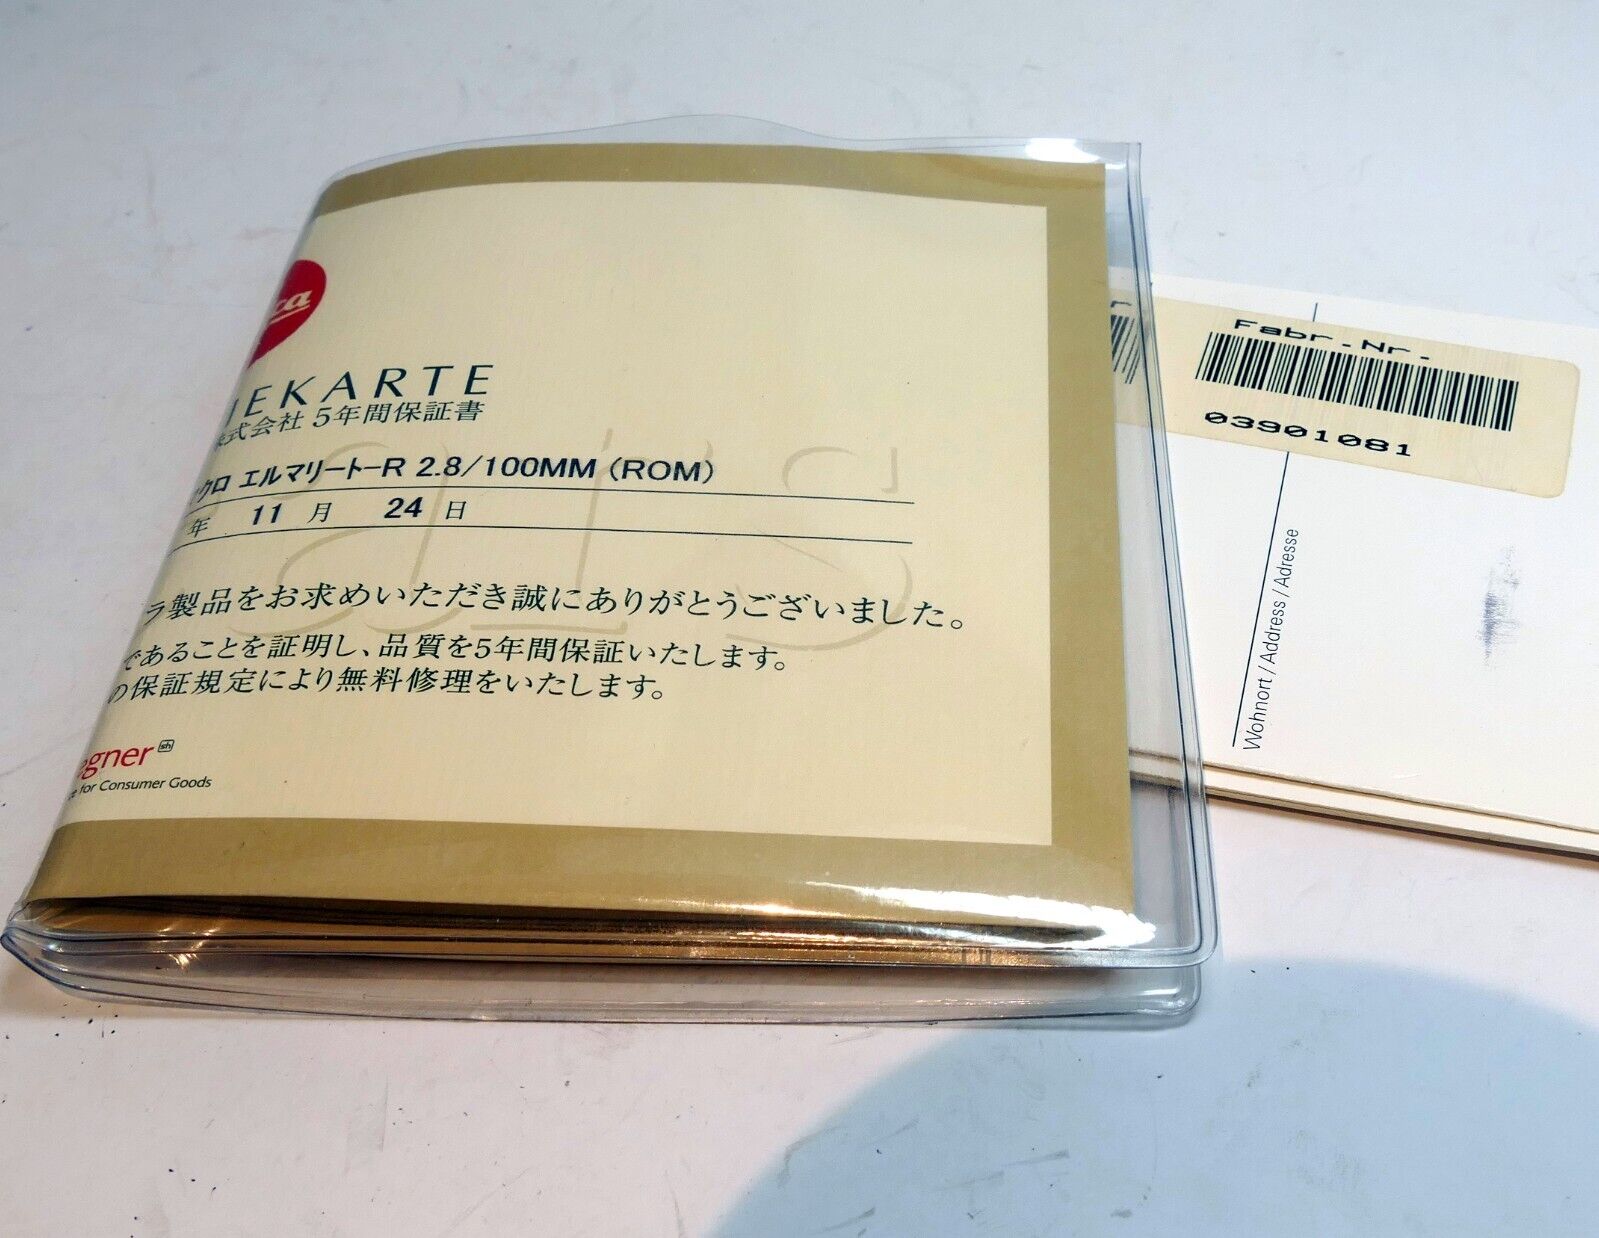 IEKARTE
株式会社 5年間保証書
クロ エルマリートーR 2.8/100MM (ROM)
年 11 月 24 日
ラ製品をお求めいただき誠にありがとうございました。
であることを証明し、品質を5年間保証いたします。
の保証規定により無料修理をいたします。
gner sh
for Consumer Goods
Fabr.Nr.
03901081
Wohnort / Address / Adresse